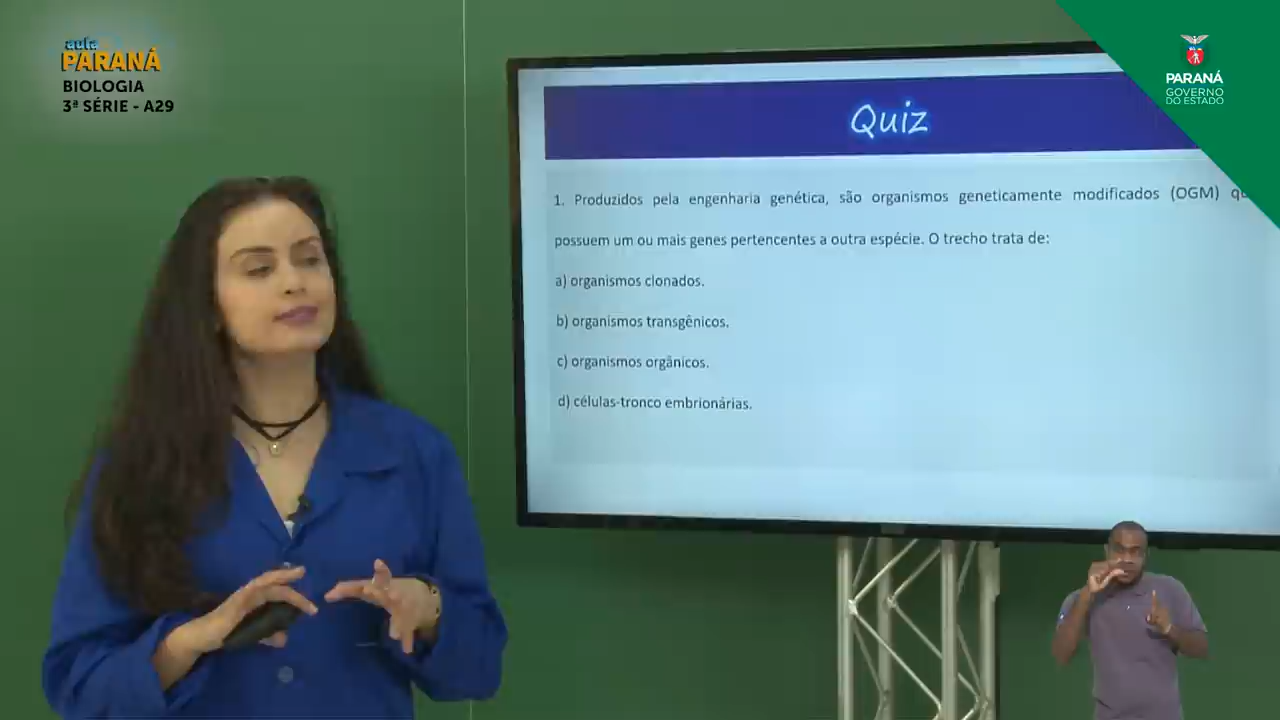 aula
PARANÁ
BIOLOGIA
3ª SÉRIE - A29
PARANÁ
GOVERNO
DO ESTADO
Quiz
1. Produzidos pela engenharia genética, são organismos geneticamente modificados (OGM)
possuem um ou mais genes pertencentes a outra espécie. O trecho trata de:
a) organismos clonados.
b) organismos transgênicos.
c) organismos orgânicos.
d) células-tronco embrionárias.